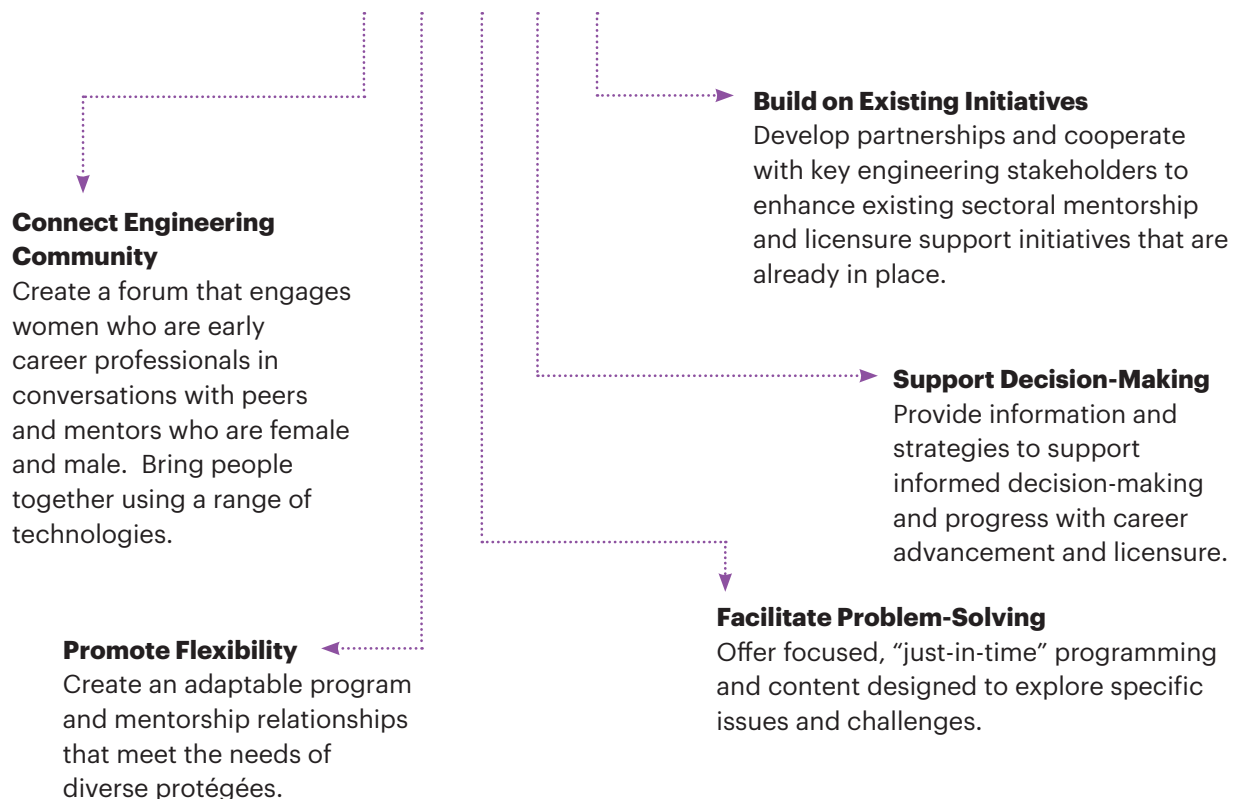 Build on Existing Initiatives
Develop partnerships and cooperate
with key engineering stakeholders to
enhance existing sectoral mentorship
and licensure support initiatives that are
already in place.
Connect Engineering
Community
Create a forum that engages
women who are early
career professionals in
conversations with peers
and mentors who are female
and male.  Bring people
together using a range of
technologies.
Support Decision-Making
Provide information and
strategies to support
informed decision-making
and progress with career
advancement and licensure.
Facilitate Problem-Solving
Offer focused, “just-in-time” programming
and content designed to explore specific
issues and challenges.
Promote Flexibility
Create an adaptable program
and mentorship relationships
that meet the needs of
diverse protégées.